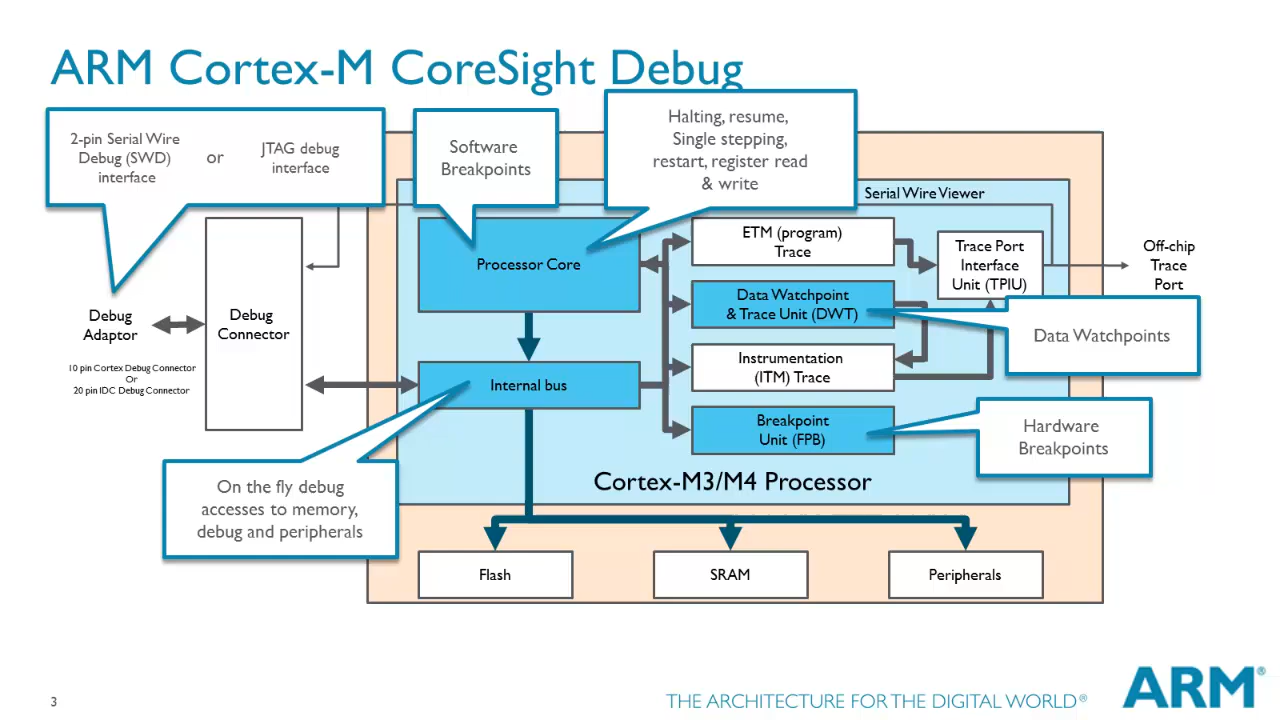 ARM Cortex-M CoreSight Debug
2-pin Serial Wire
Debug (SWD)
interface
or
JTAG debug
interface
Software
Breakpoints
Halting, resume,
Single stepping,
restart, register read
& write
Serial Wire Viewer
Processor Core
ETM (program)
Trace
Trace Port
Interface
Unit (TPIU)
Off-chip
Trace
Port
Debug
Adaptor
10 pin Cortex Debug Connector
Or
20 pin IDC Debug Connector
Debug
Connector
Data Watchpoint
& Trace Unit (DWT)
Data Watchpoints
Internal bus
Instrumentation
(ITM) Trace
Breakpoint
Unit (FPB)
Hardware
Breakpoints
Cortex-M3/M4 Processor
On the fly debug
accesses to memory,
debug and peripherals
Flash
SRAM
Peripherals
3
THE ARCHITECTURE FOR THE DIGITAL WORLD®
ARM®